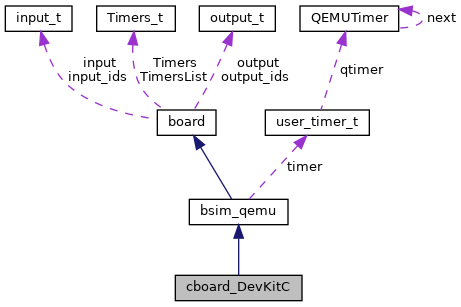 input_t
Timers_t
output_t
QEMUTimer
next
input
input_ids
Timers
TimersList
output
output_ids
qtimer
board
user_timer_t
timer
bsim_qemu
cboard_DevKitC